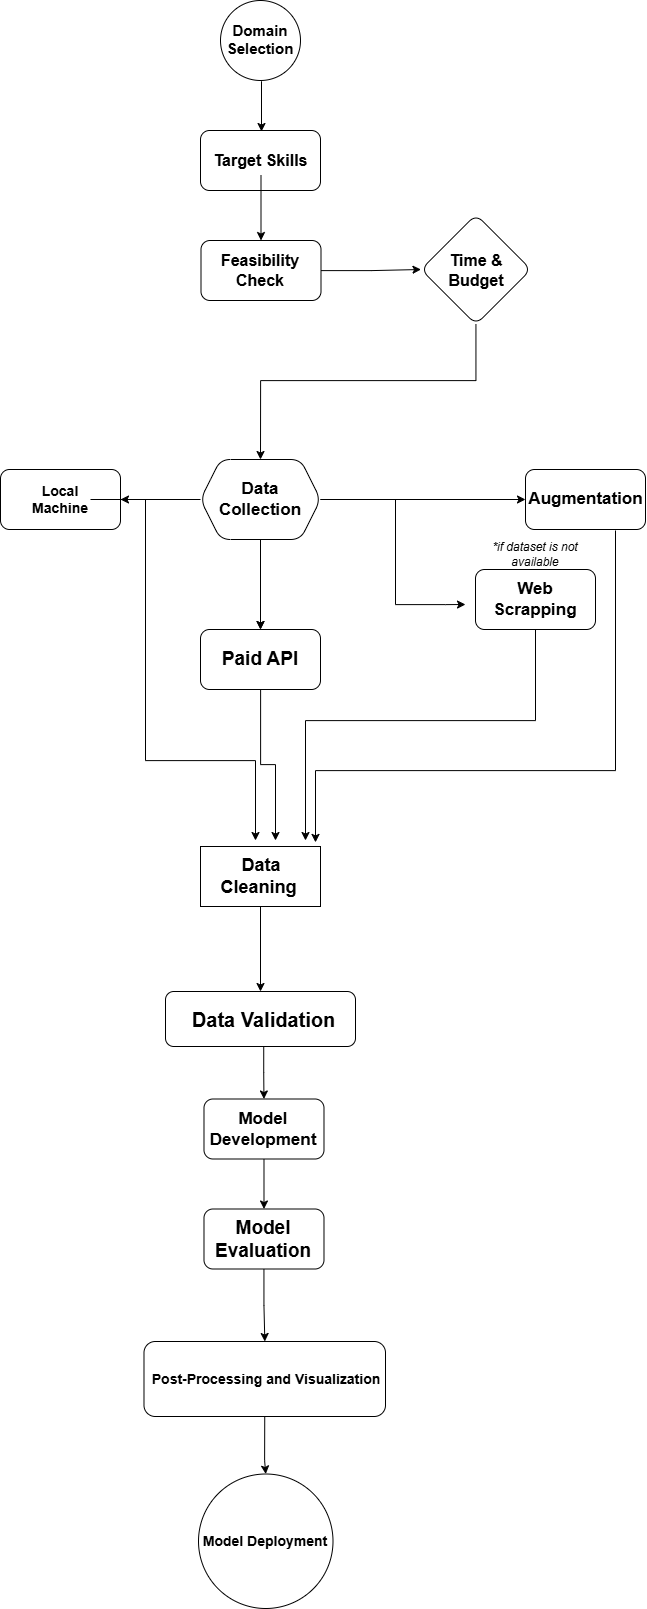 Domain
Selection
Target Skills
Feasibility
Check
Time &
Budget
Local
Machine
Data
Collection
Augmentation
*if dataset is not
available
Web
Scrapping
Paid API
Data
Cleaning
Data Validation
Model
Development
Model
Evaluation
Post-Processing and Visualization
Model Deployment